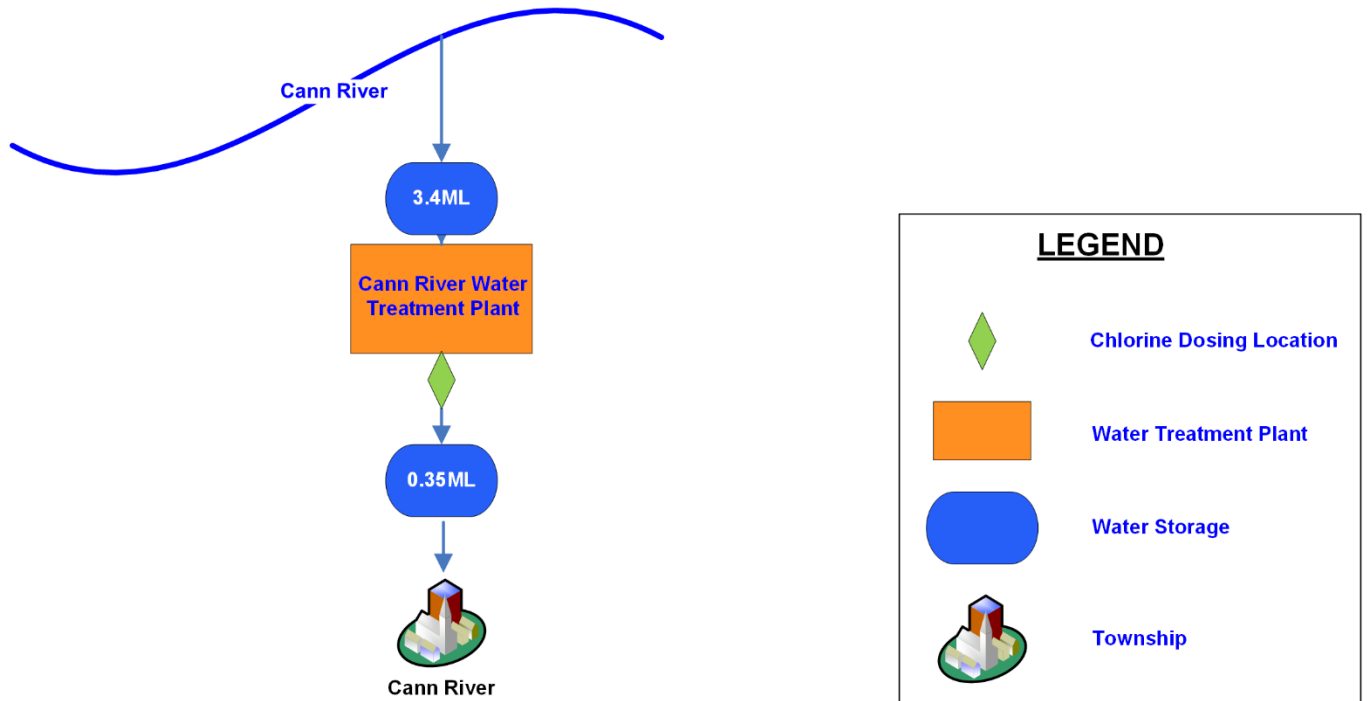 Cann River
3.4ML
Cann River Water
Treatment Plant
0.35ML
Cann River
LEGEND
Chlorine Dosing Location
Water Treatment Plant
Water Storage
Township